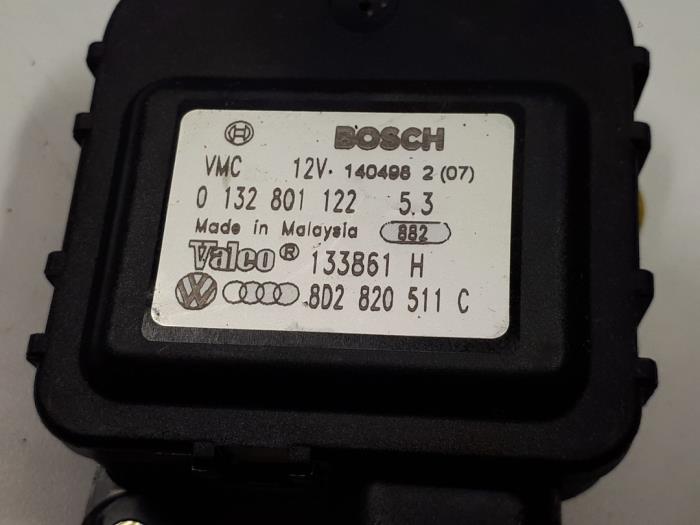 BOSCH
VMC 12V· 140498 2 (07)
0 132 801 122 5.3
Made in Malaysia 882
Valeo® 133861 H
8D2 820 511 C